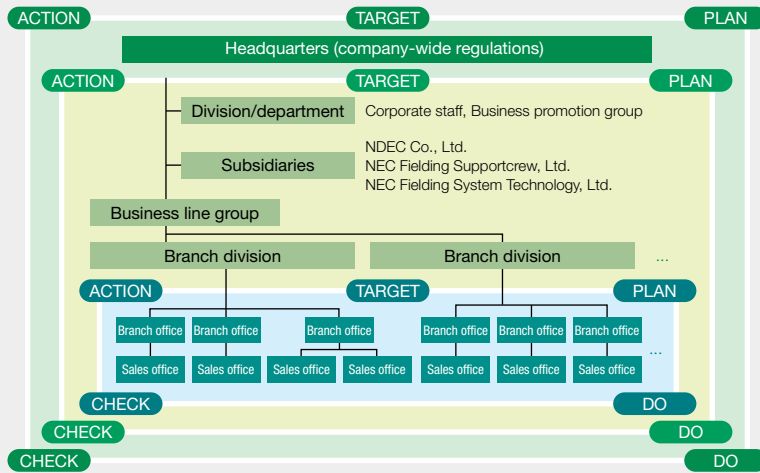 ACTION TARGET PLAN
Headquarters (company-wide regulations)
ACTION TARGET PLAN
Division/department Corporate staff, Business promotion group
NDEC Co., Ltd.
Subsidiaries NEC Fielding Supportcrew, Ltd.
NEC Fielding System Technology, Ltd.
Business line group
Branch division Branch division ...
ACTION TARGET PLAN
Branch office Branch office Branch office Branch office Branch office Branch office
...
Sales office Sales office Sales office Sales office Sales office Sales office Sales office
CHECK DO
CHECK DO
CHECK DO